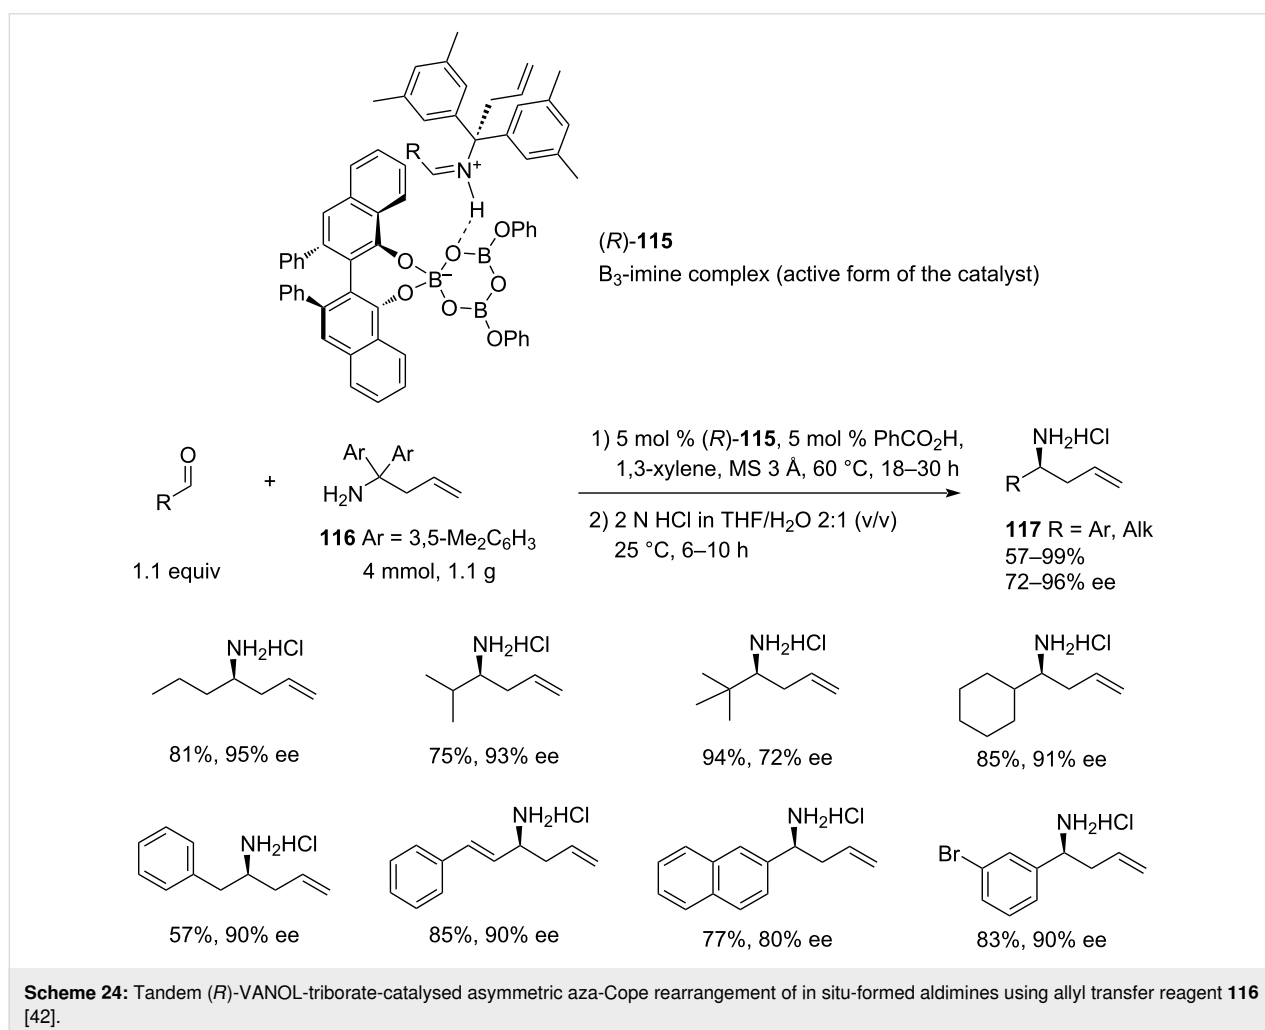 R
N+
H
Ph
Ph
O
O
B–
O
B
OPh
O
O
B
OPh
(R)-115
B3-imine complex (active form of the catalyst)
O
R
+
Ar Ar
H2N
116 Ar = 3,5-Me2C6H3
1.1 equiv
4 mmol, 1.1 g
1) 5 mol % (R)-115, 5 mol % PhCO2H,
1,3-xylene, MS 3 Å, 60 °C, 18–30 h
2) 2 N HCl in THF/H2O 2:1 (v/v)
25 °C, 6–10 h
NH2HCl
R
117 R = Ar, Alk
57–99%
72–96% ee
NH2HCl
81%, 95% ee
NH2HCl
75%, 93% ee
NH2HCl
94%, 72% ee
NH2HCl
85%, 91% ee
NH2HCl
57%, 90% ee
NH2HCl
85%, 90% ee
NH2HCl
77%, 80% ee
NH2HCl
Br
83%, 90% ee
Scheme 24: Tandem (R)-VANOL-triborate-catalysed asymmetric aza-Cope rearrangement of in situ-formed aldimines using allyl transfer reagent 116
[42].